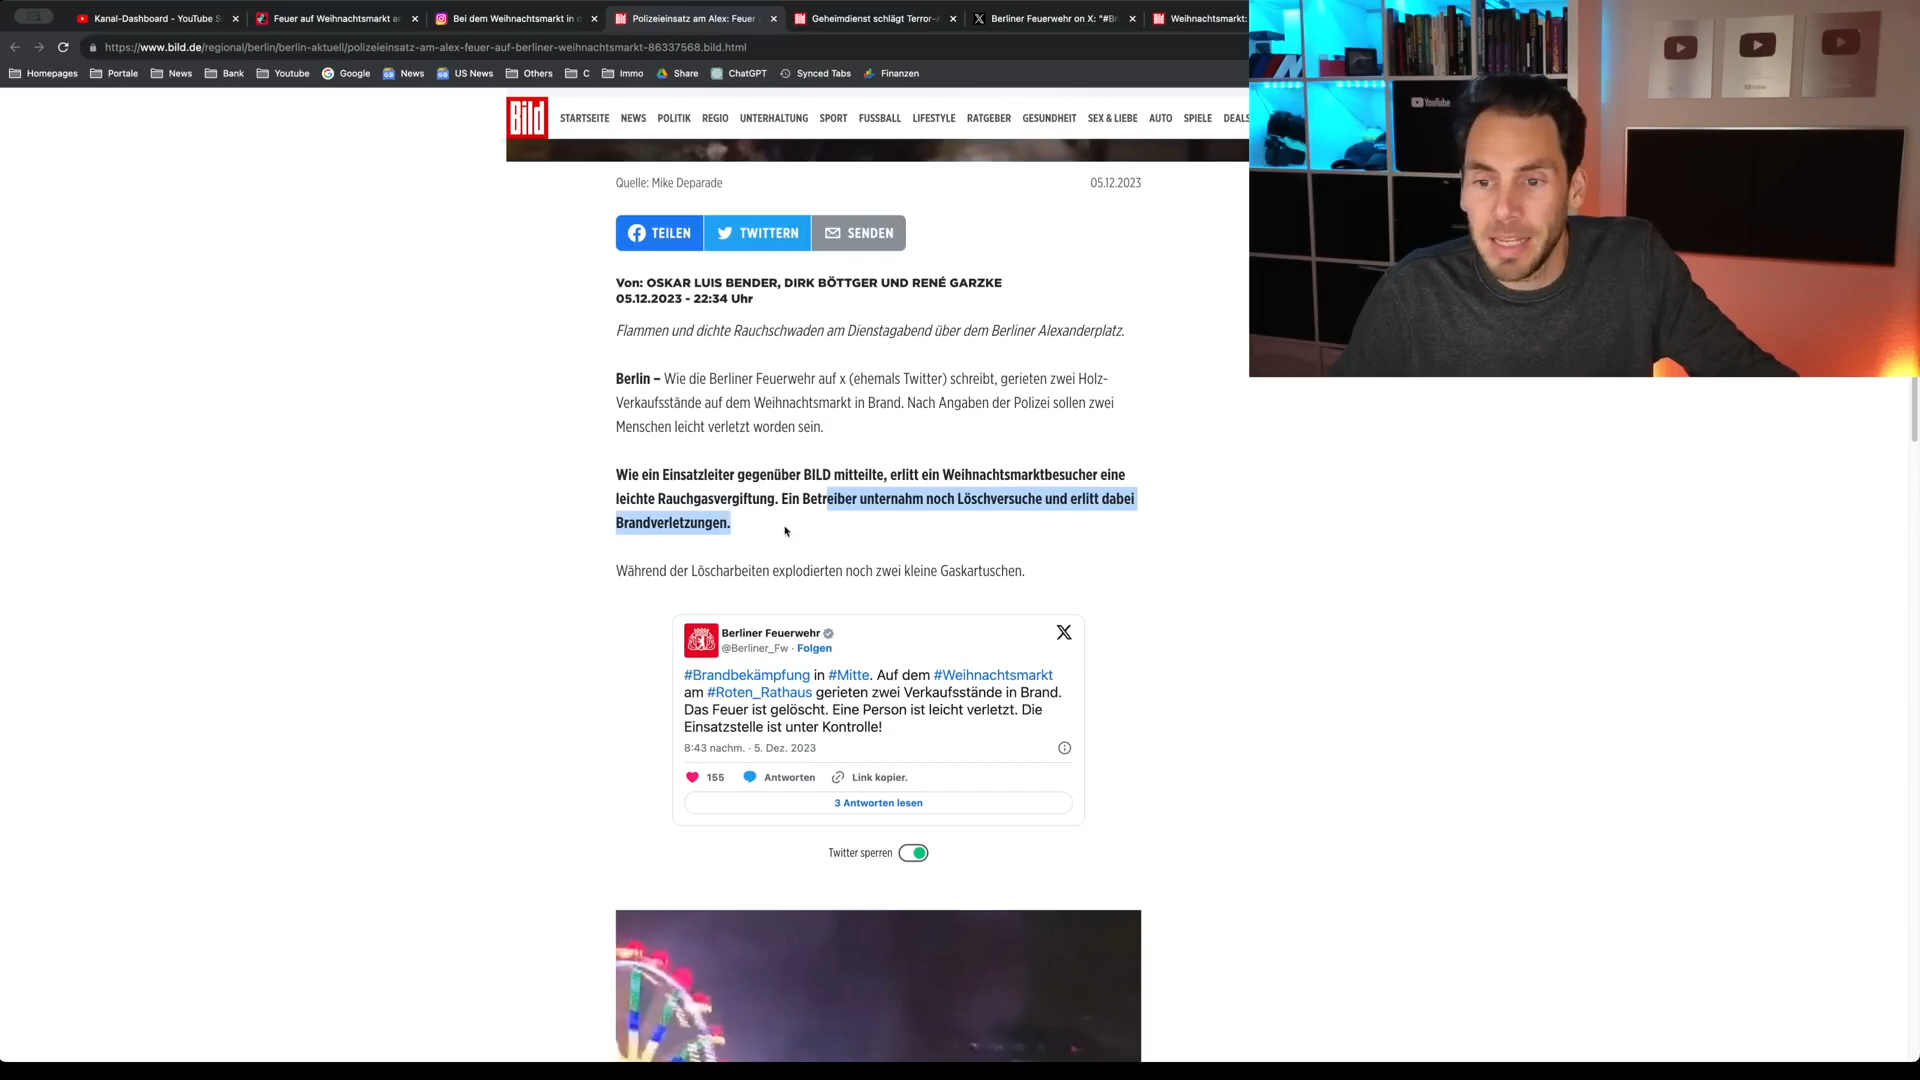 Kanal-Dashboard - YouTube S
Feuer auf Weihnachtsmarkt a
Bei dem Weihnachtsmarkt in d
Polizeieinsatz am Alex: Feuer
Geheimdienst schlägt Terror-
Berliner Feuerwehr on X: "#B
Weihnachtsmarkt:
https://www.bild.de/regional/berlin/berlin-aktuell/polizeieinsatz-am-alex-feuer-auf-berliner-weihnachtsmarkt-86337568.bild.html
Homepages Portale News Bank Youtube Google News US News Others C Immo Share ChatGPT Synced Tabs Finanzen
Bild
STARTSEITE NEWS POLITIK REGIO UNTERHALTUNG SPORT FUSSBALL LIFESTYLE RATGEBER GESUNDHEIT SEX & LIEBE AUTO SPIELE DEALS
Quelle: Mike Deparade 05.12.2023
TEILEN TWITTERN SENDEN
Von: OSKAR LUIS BENDER, DIRK BÖTTGER UND RENÉ GARZKE
05.12.2023 - 22:34 Uhr
Flammen und dichte Rauchschwaden am Dienstagabend über dem Berliner Alexanderplatz.
Berlin – Wie die Berliner Feuerwehr auf x (ehemals Twitter) schreibt, gerieten zwei Holz-
Verkaufsstände auf dem Weihnachtsmarkt in Brand. Nach Angaben der Polizei sollen zwei
Menschen leicht verletzt worden sein.
Wie ein Einsatzleiter gegenüber BILD mitteilte, erlitt ein Weihnachtsmarktbesucher eine
leichte Rauchgasvergiftung. Ein Betreiber unternahm noch Löschversuche und erlitt dabei
Brandverletzungen.
Während der Löscharbeiten explodierten noch zwei kleine Gaskartuschen.
Berliner Feuerwehr
@Berliner_Fw · Folgen
#Brandbekämpfung in #Mitte. Auf dem #Weihnachtsmarkt
am #Roten_Rathaus gerieten zwei Verkaufsstände in Brand.
Das Feuer ist gelöscht. Eine Person ist leicht verletzt. Die
Einsatzstelle ist unter Kontrolle!
8:43 nachm. · 5. Dez. 2023
155 Antworten Link kopier.
3 Antworten lesen
Twitter sperren
YouTube